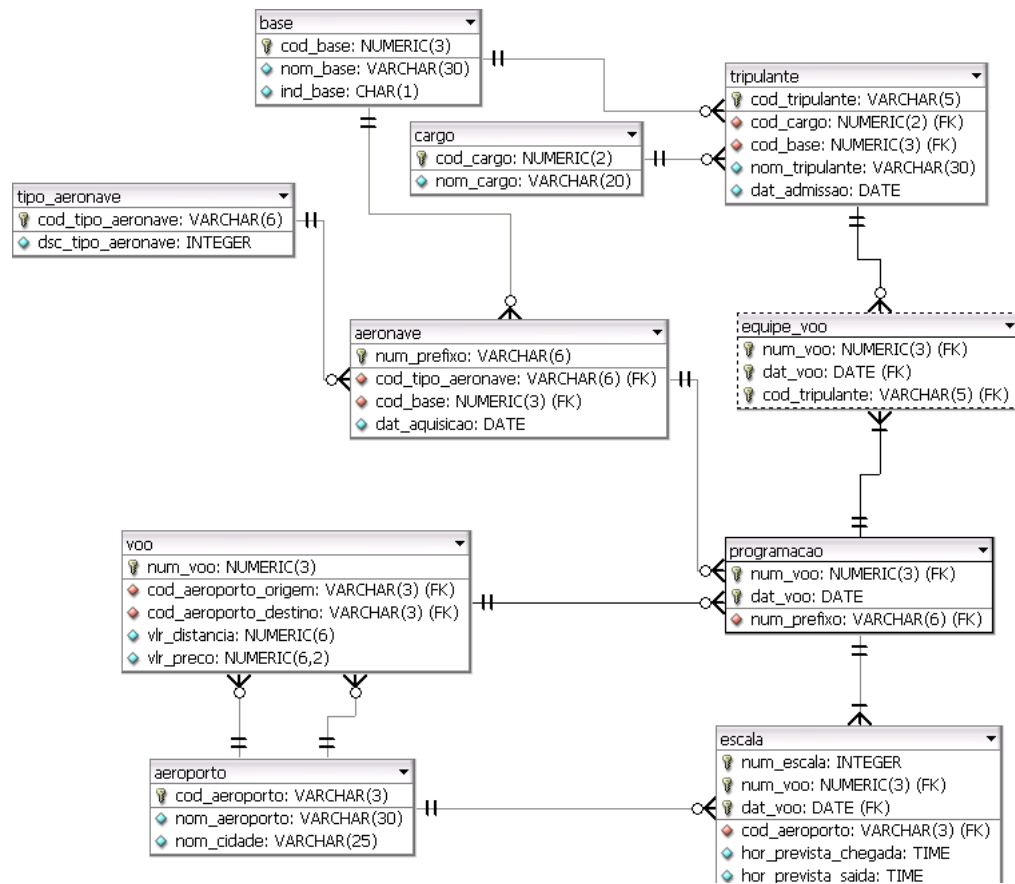 base
cod_base: NUMERIC(3)
nom_base: VARCHAR(30)
ind_base: CHAR(1)
tripulante
cod_tripulante: VARCHAR(5)
cod_cargo: NUMERIC(2) (FK)
cod_base: NUMERIC(3) (FK)
nom_tripulante: VARCHAR(30)
dat_admissao: DATE
cargo
cod_cargo: NUMERIC(2)
nom_cargo: VARCHAR(20)
tipo_aeronave
cod_tipo_aeronave: VARCHAR(6)
dsc_tipo_aeronave: INTEGER
aeronave
num_prefixo: VARCHAR(6)
cod_tipo_aeronave: VARCHAR(6) (FK)
cod_base: NUMERIC(3) (FK)
dat_aquisicao: DATE
equipe_voo
num_voo: NUMERIC(3) (FK)
dat_voo: DATE (FK)
cod_tripulante: VARCHAR(5) (FK)
voo
num_voo: NUMERIC(3)
cod_aeroporto_origem: VARCHAR(3) (FK)
cod_aeroporto_destino: VARCHAR(3) (FK)
vlr_distancia: NUMERIC(6)
vlr_preco: NUMERIC(6,2)
programacao
num_voo: NUMERIC(3) (FK)
dat_voo: DATE
num_prefixo: VARCHAR(6) (FK)
aeroporto
cod_aeroporto: VARCHAR(3)
nom_aeroporto: VARCHAR(30)
nom_cidade: VARCHAR(25)
escala
num_escala: INTEGER
num_voo: NUMERIC(3) (FK)
dat_voo: DATE (FK)
cod_aeroporto: VARCHAR(3) (FK)
hor_prevista_chegada: TIME
hor_prevista_saida: TIME